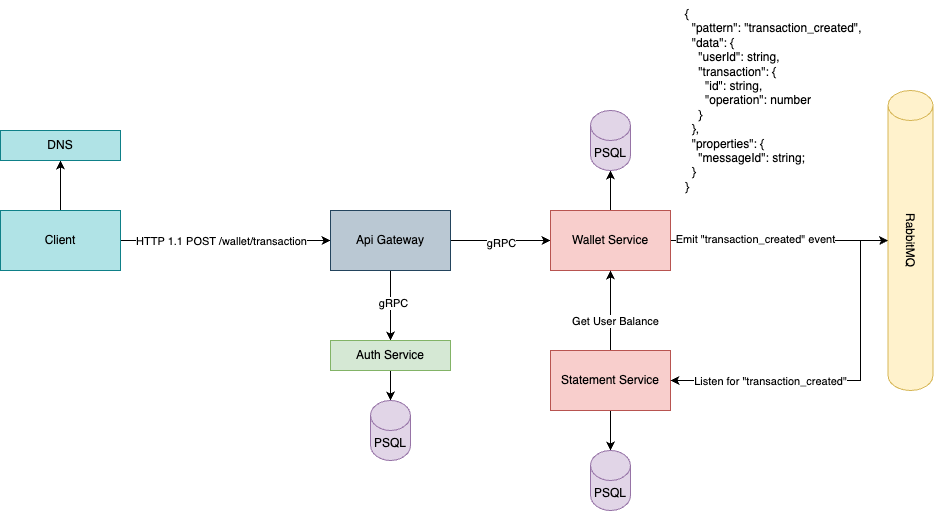 {
"pattern": "transaction_created",
"data": {
"userId": string,
"transaction": {
"id": string,
"operation": number
}
},
"properties": {
"messageId": string;
}
}
DNS
PSQL
Client
HTTP 1.1 POST /wallet/transaction
Api Gateway
gRPC
Wallet Service
Emit "transaction_created" event
RabbitMQ
gRPC
Get User Balance
Auth Service
Statement Service
Listen for "transaction_created"
PSQL
PSQL